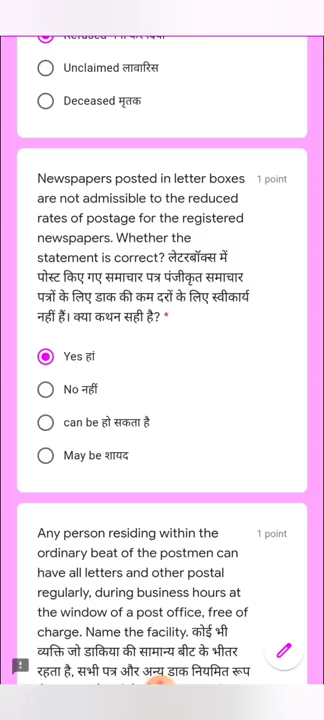 Refused
Unclaimed लावारिस
Deceased मृतक
Newspapers posted in letter boxes
1 point
are not admissible to the reduced
rates of postage for the registered
newspapers. Whether the
statement is correct? लेटरबॉक्स में
पोस्ट किए गए समाचार पत्र पंजीकृत समाचार
पत्रों के लिए डाक की कम दरों के लिए स्वीकार्य
नहीं हैं। क्या कथन सही है? *
Yes हां
No नहीं
can be हो सकता है
May be शायद
Any person residing within the
1 point
ordinary beat of the postmen can
have all letters and other postal
regularly, during business hours at
the window of a post office, free of
charge. Name the facility. कोई भी
व्यक्ति जो डाकिया की सामान्य बीट के भीतर
रहता है, सभी पत्र और अन्य डाक नियमित रूप